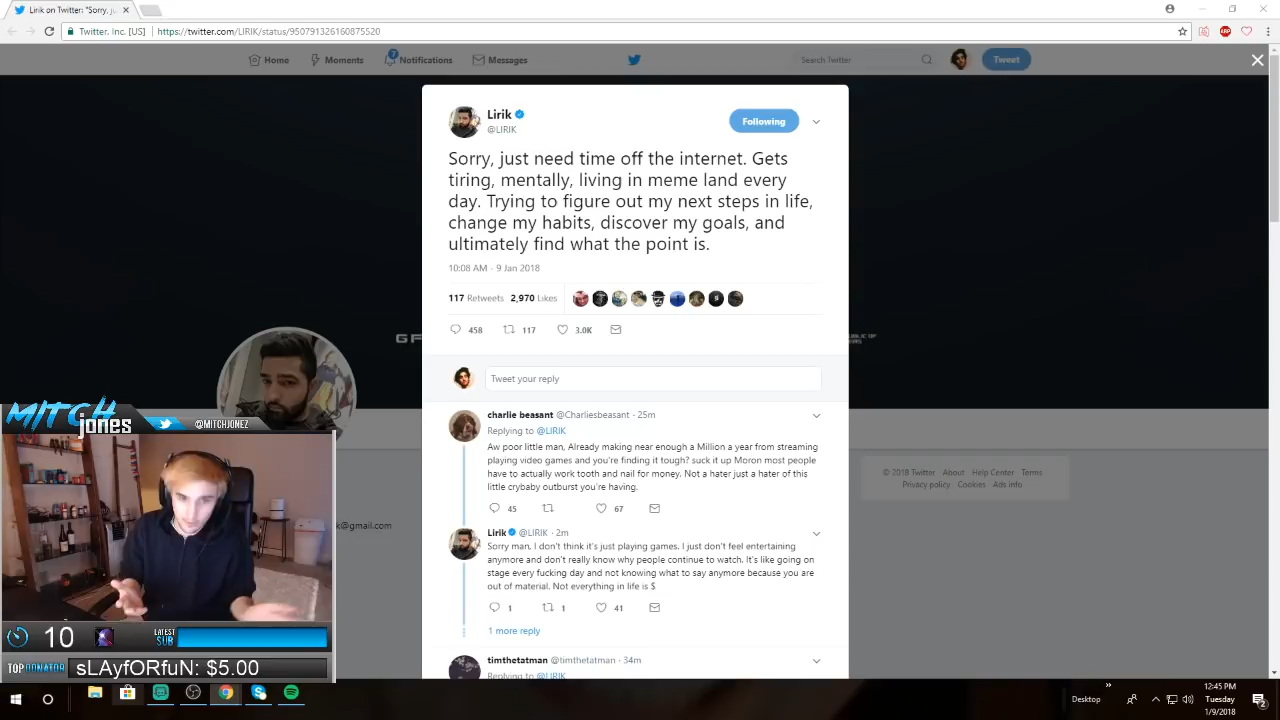 Lirik on Twitter: "Sorry, j
Twitter, Inc. [US]
https://twitter.com/LIRIK/status/950791326160875520
Home
Moments
7
Notifications
Messages
Search Twitter
Tweet
Lirik
@LIRIK
Following
Sorry, just need time off the internet. Gets
tiring, mentally, living in meme land every
day. Trying to figure out my next steps in life,
change my habits, discover my goals, and
ultimately find what the point is.
10:08 AM - 9 Jan 2018
117 Retweets 2,970 Likes
458 117 3.0K
Tweet your reply
charlie beasant @Charliesbeasant · 25m
Replying to @LIRIK
Aw poor little man, Already making near enough a Million a year from streaming
playing video games and you're finding it tough? suck it up Moron most people
have to actually work tooth and nail for money. Not a hater just a hater of this
little crybaby outburst you're having.
45 67
Lirik @LIRIK · 2m
Sorry man, I don't think it's just playing games. I just don't feel entertaining
anymore and don't really know why people continue to watch. It's like going on
stage every fucking day and not knowing what to say anymore because you are
out of material. Not everything in life is $
1 1 41
1 more reply
timthetatman @timthetatman · 34m
Replying to @LIRIK
© 2018 Twitter About Help Center Terms
Privacy policy Cookies Ads info
k@gmail.com
MITCH
jones
@MITCHJONEZ
10
LATEST
SUB
TOP DONATOR
sLAyfORfuN: $5.00
Desktop
12:45 PM
Tuesday
1/9/2018
2